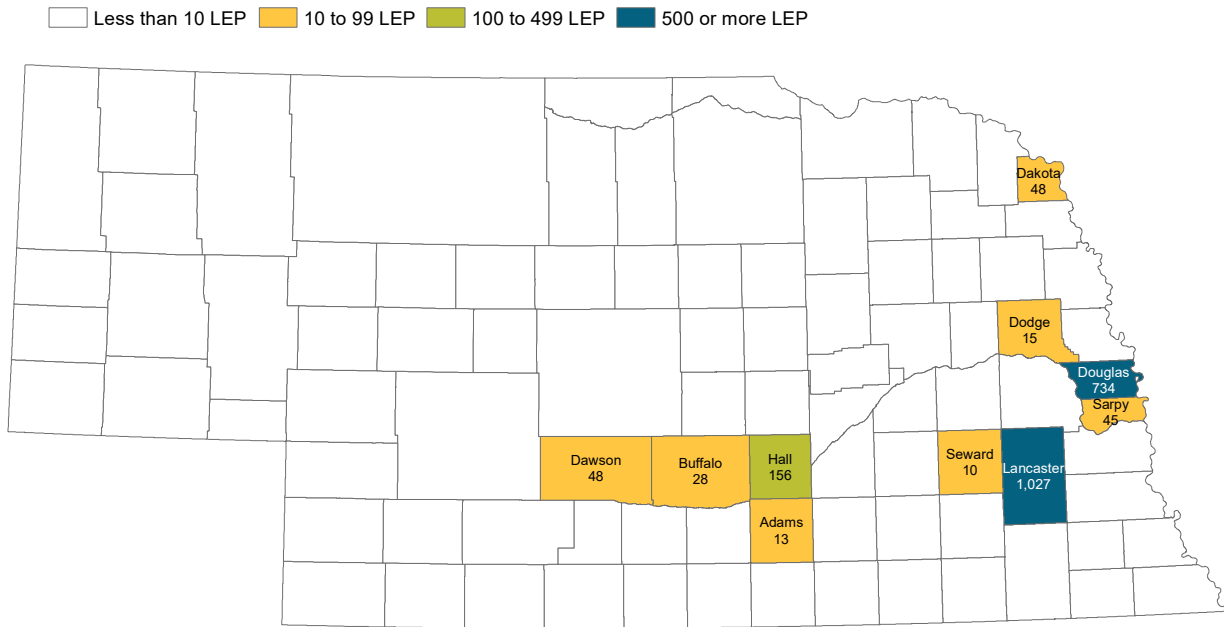 Less than 10 LEP 10 to 99 LEP 100 to 499 LEP 500 or more LEP
Dakota
48
Dodge
15
Douglas
734
Sarpy
45
Dawson
48
Buffalo
28
Hall
156
Seward
10
Lancaster
1,027
Adams
13